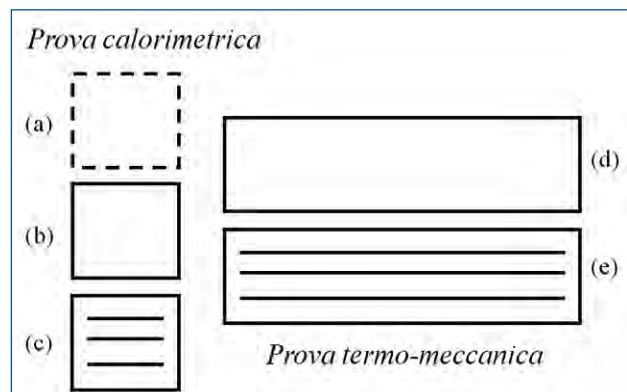 Prova calorimetrica
(a)
(b)
(c)
(d)
(e)
Prova termo-meccanica